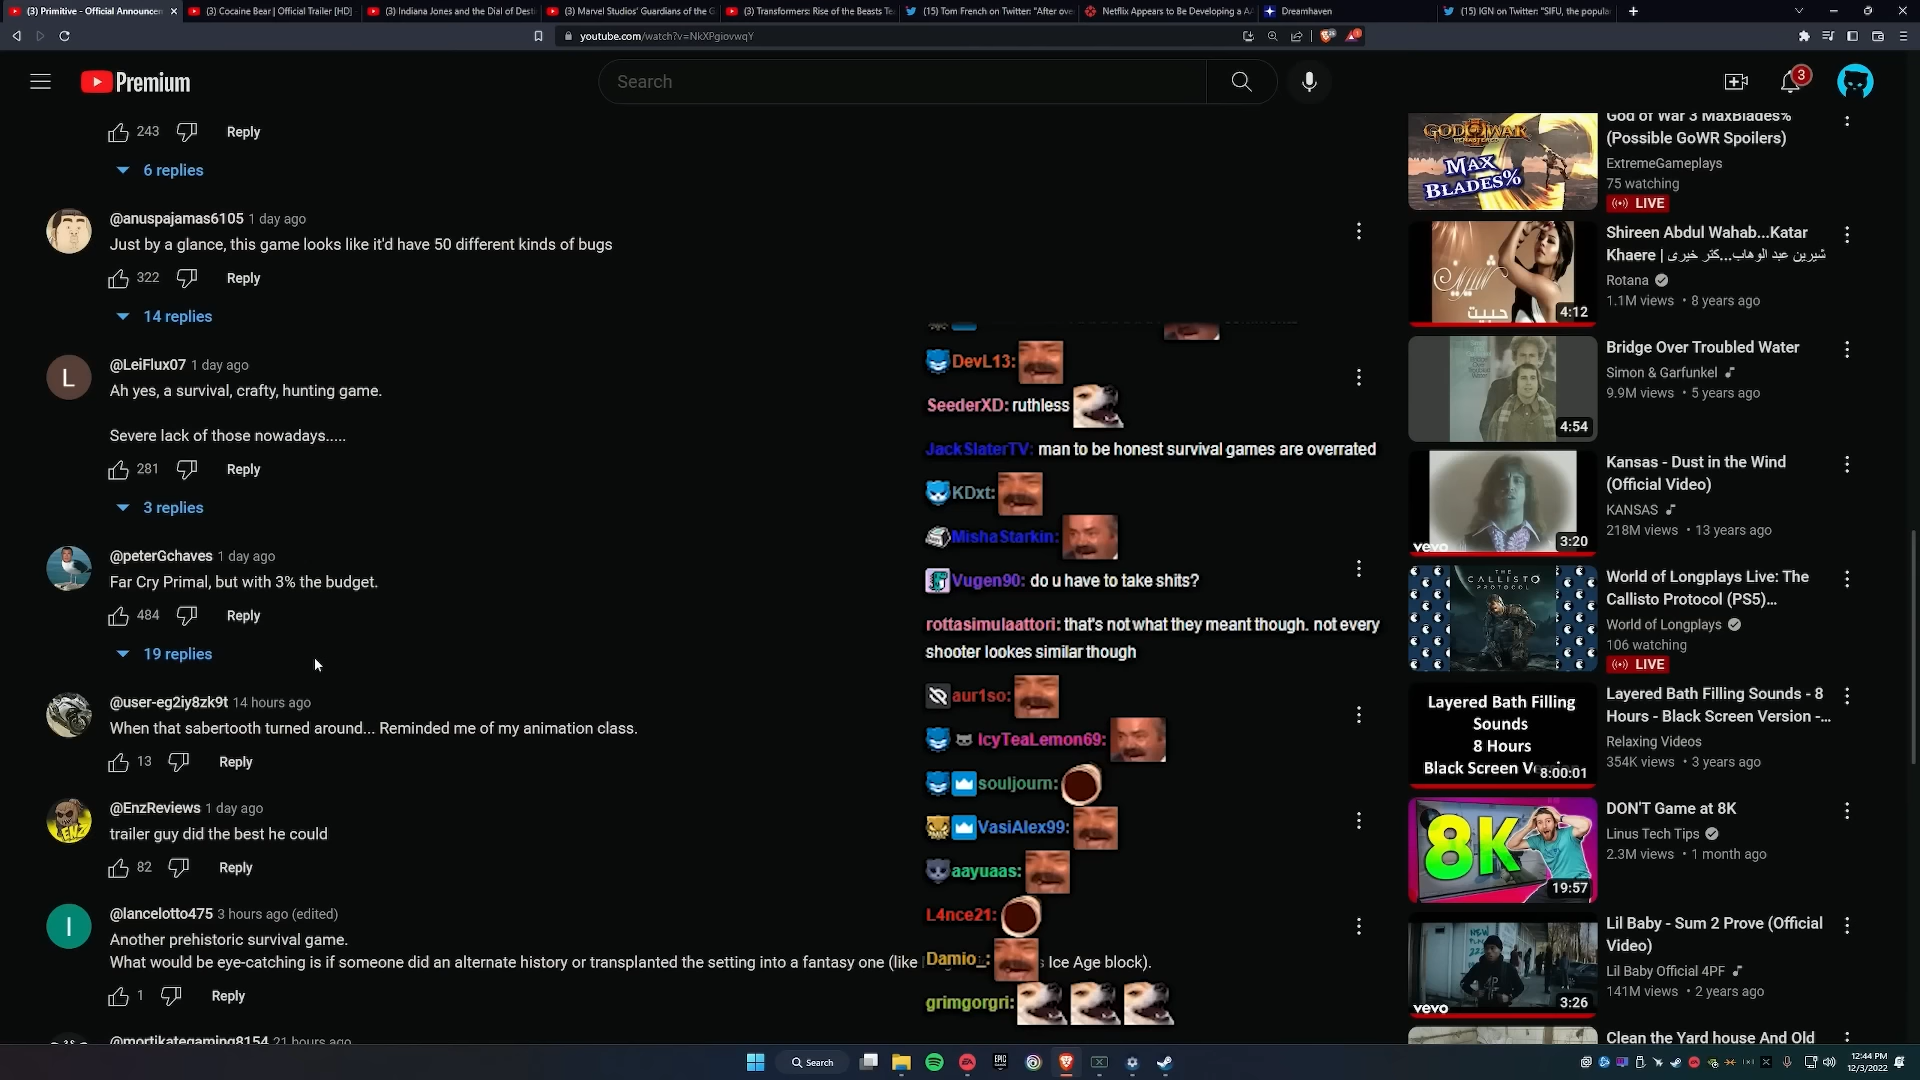 (3) Primitive - Official Announcen
(3) Cocaine Bear | Official Trailer [HD]
(3) Indiana Jones and the Dial of Dest
(3) Marvel Studios' Guardians of the G
(3) Transformers: Rise of the Beasts Te
(15) Tom French on Twitter: "After ove
Netflix Appears to Be Developing a AA
Dreamhaven
(15) IGN on Twitter: "SIFU, the popula
youtube.com/watch?v=NkXPgiovwqY
Premium
Search
3
243
Reply
6 replies
@anuspajamas6105 1 day ago
Just by a glance, this game looks like it'd have 50 different kinds of bugs
322
Reply
14 replies
L
@LeiFlux07 1 day ago
Ah yes, a survival, crafty, hunting game.
Severe lack of those nowadays.....
281
Reply
3 replies
@peterGchaves 1 day ago
Far Cry Primal, but with 3% the budget.
484
Reply
19 replies
@user-eg2iy8zk9t 14 hours ago
When that sabertooth turned around... Reminded me of my animation class.
13
Reply
@EnzReviews 1 day ago
trailer guy did the best he could
82
Reply
I
@lancelotto475 3 hours ago (edited)
Another prehistoric survival game.
What would be eye-catching is if someone did an alternate history or transplanted the setting into a fantasy one (like
s Ice Age block).
1
Reply
@mortikategaming8154 21 hours ago
DevL13:
SeederXD: ruthless
JackSlaterTV: man to be honest survival games are overrated
KDxt:
MishaStarkin:
Vugen90: do u have to take shits?
rottasimulaattori: that's not what they meant though. not every
shooter lookes similar though
aur1so:
IcyTeaLemon69:
souljourn:
VasiAlex99:
aayuaas:
L4nce21:
Damio_:
grimgorgri:
GOD OF WAR
MAX
BLADES%
God of War 3 MaxBlades%
(Possible GoWR Spoilers)
ExtremeGameplays
75 watching
LIVE
4:12
Shireen Abdul Wahab...Katar
Khaere | شيرين عبد الوهاب...كتر خيرى
Rotana
1.1M views • 8 years ago
4:54
Bridge Over Troubled Water
Simon & Garfunkel
9.9M views • 5 years ago
vevo
3:20
Kansas - Dust in the Wind
(Official Video)
KANSAS
218M views • 13 years ago
THE
CALLISTO
PROTOCOL
World of Longplays Live: The
Callisto Protocol (PS5)...
World of Longplays
106 watching
LIVE
Layered Bath Filling
Sounds
8 Hours
Black Screen Ve
8:00:01
Layered Bath Filling Sounds - 8
Hours - Black Screen Version -...
Relaxing Videos
354K views • 3 years ago
8K
19:57
DON'T Game at 8K
Linus Tech Tips
2.3M views • 1 month ago
vevo
3:26
Lil Baby - Sum 2 Prove (Official
Video)
Lil Baby Official 4PF
141M views • 2 years ago
Clean the Yard house And Old
Search
12:44 PM
12/3/2022